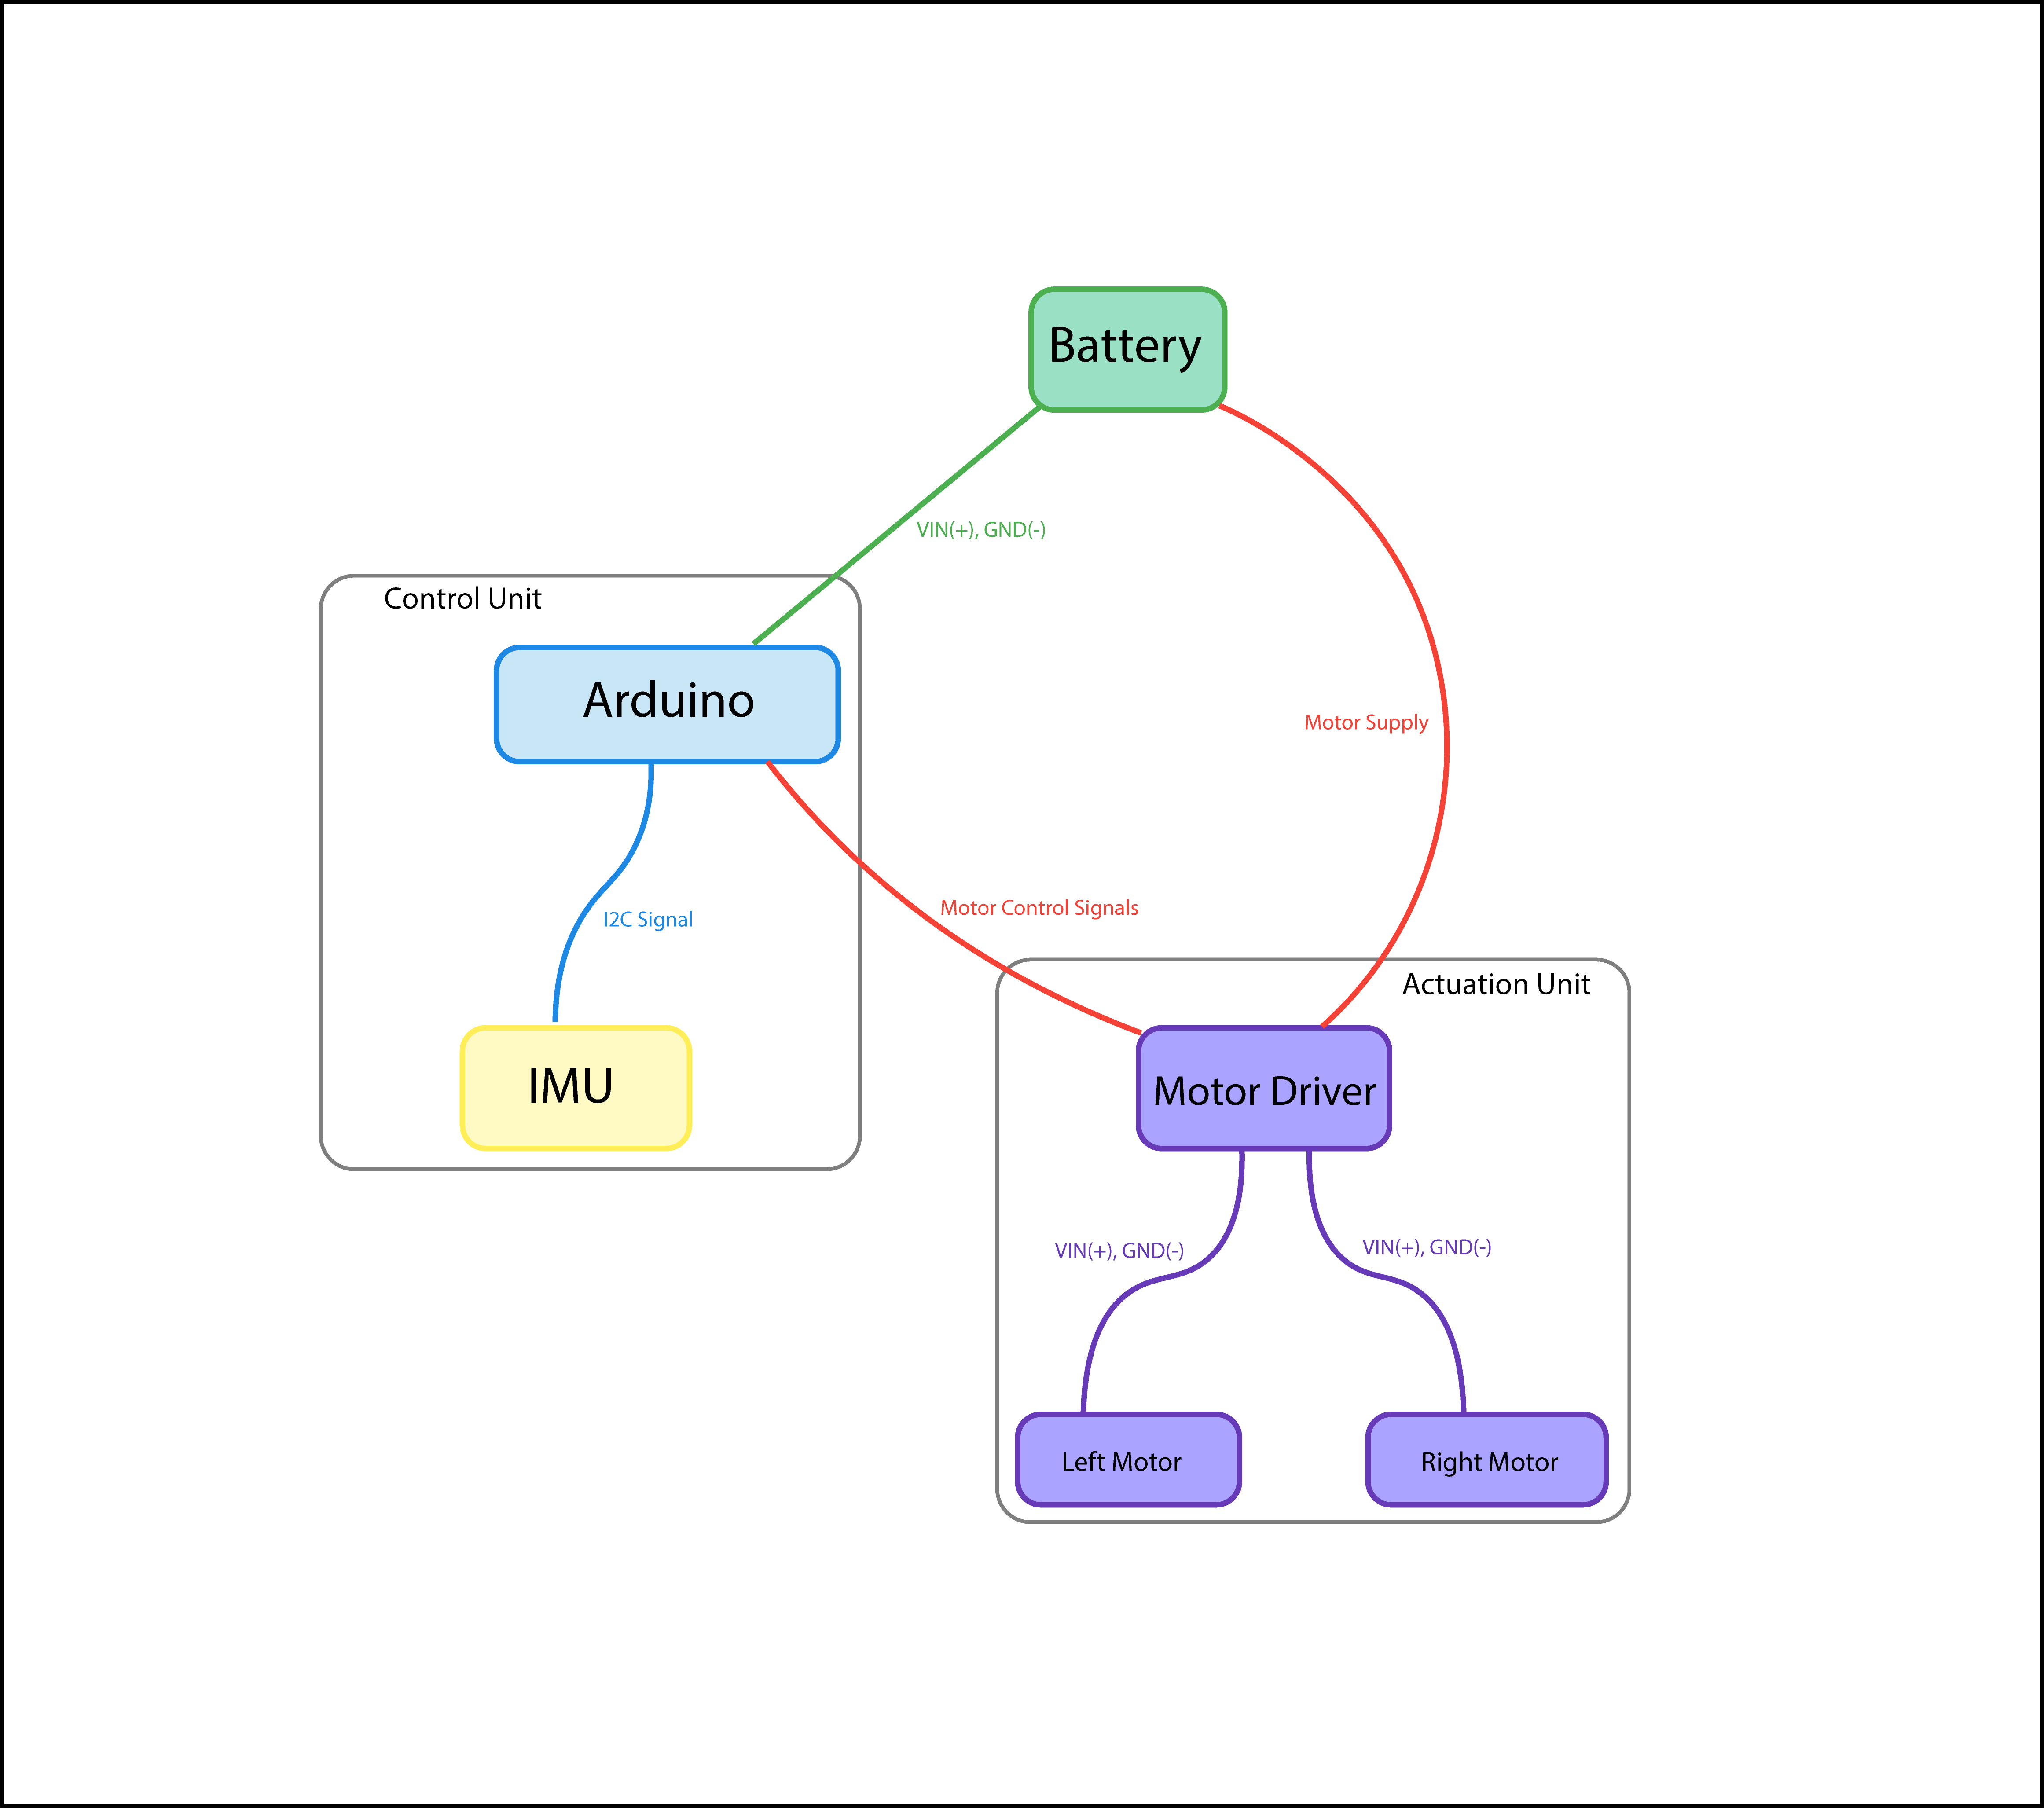 Battery
VIN(+), GND(-)
Control Unit
Arduino
Motor Supply
I2C Signal
Motor Control Signals
Actuation Unit
IMU
Motor Driver
VIN(+), GND(-)
VIN(+), GND(-)
Left Motor
Right Motor